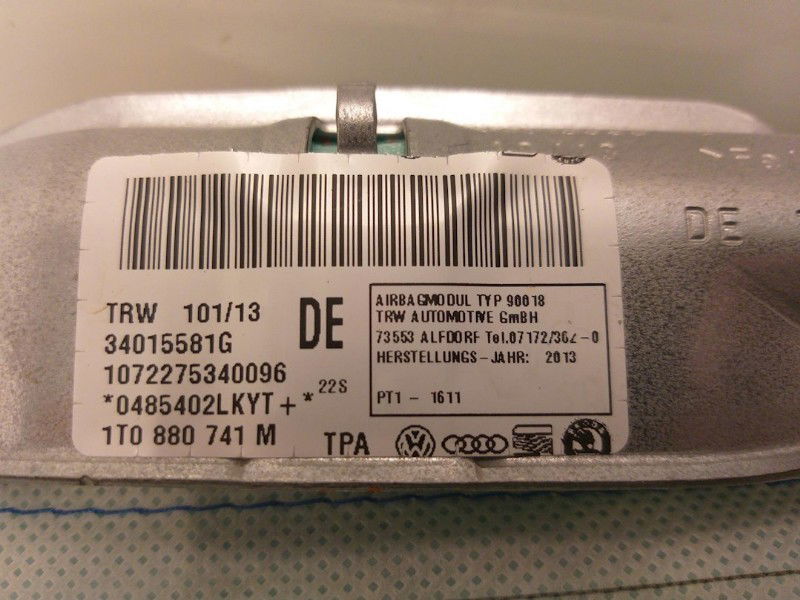 DE
TRW 101/13
34015581G
1072275340096
*0485402LKYT+* 22S
1T0 880 741 M
DE
AIRBAGMODUL TYP 90018
TRW AUTOMOTIVE GmBH
73553 ALFDORF Tel.07172/302-0
HERSTELLUNGS-JAHR: 2013
PT1 - 1611
TPA